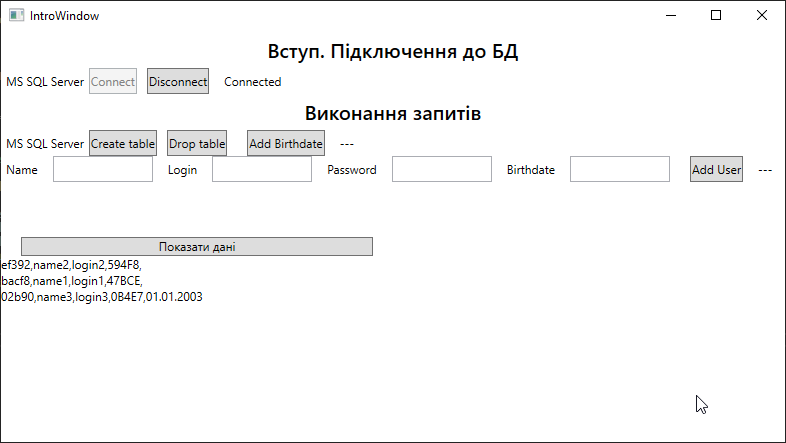 IntroWindow
Вступ. Підключення до БД
MS SQL Server Connect Disconnect Connected
Виконання запитів
MS SQL Server Create table Drop table Add Birthdate ---
Name Login Password Birthdate Add User ---
Показати дані
ef392,name2,login2,594F8,
bacf8,name1,login1,47BCE,
02b90,name3,login3,0B4E7,01.01.2003